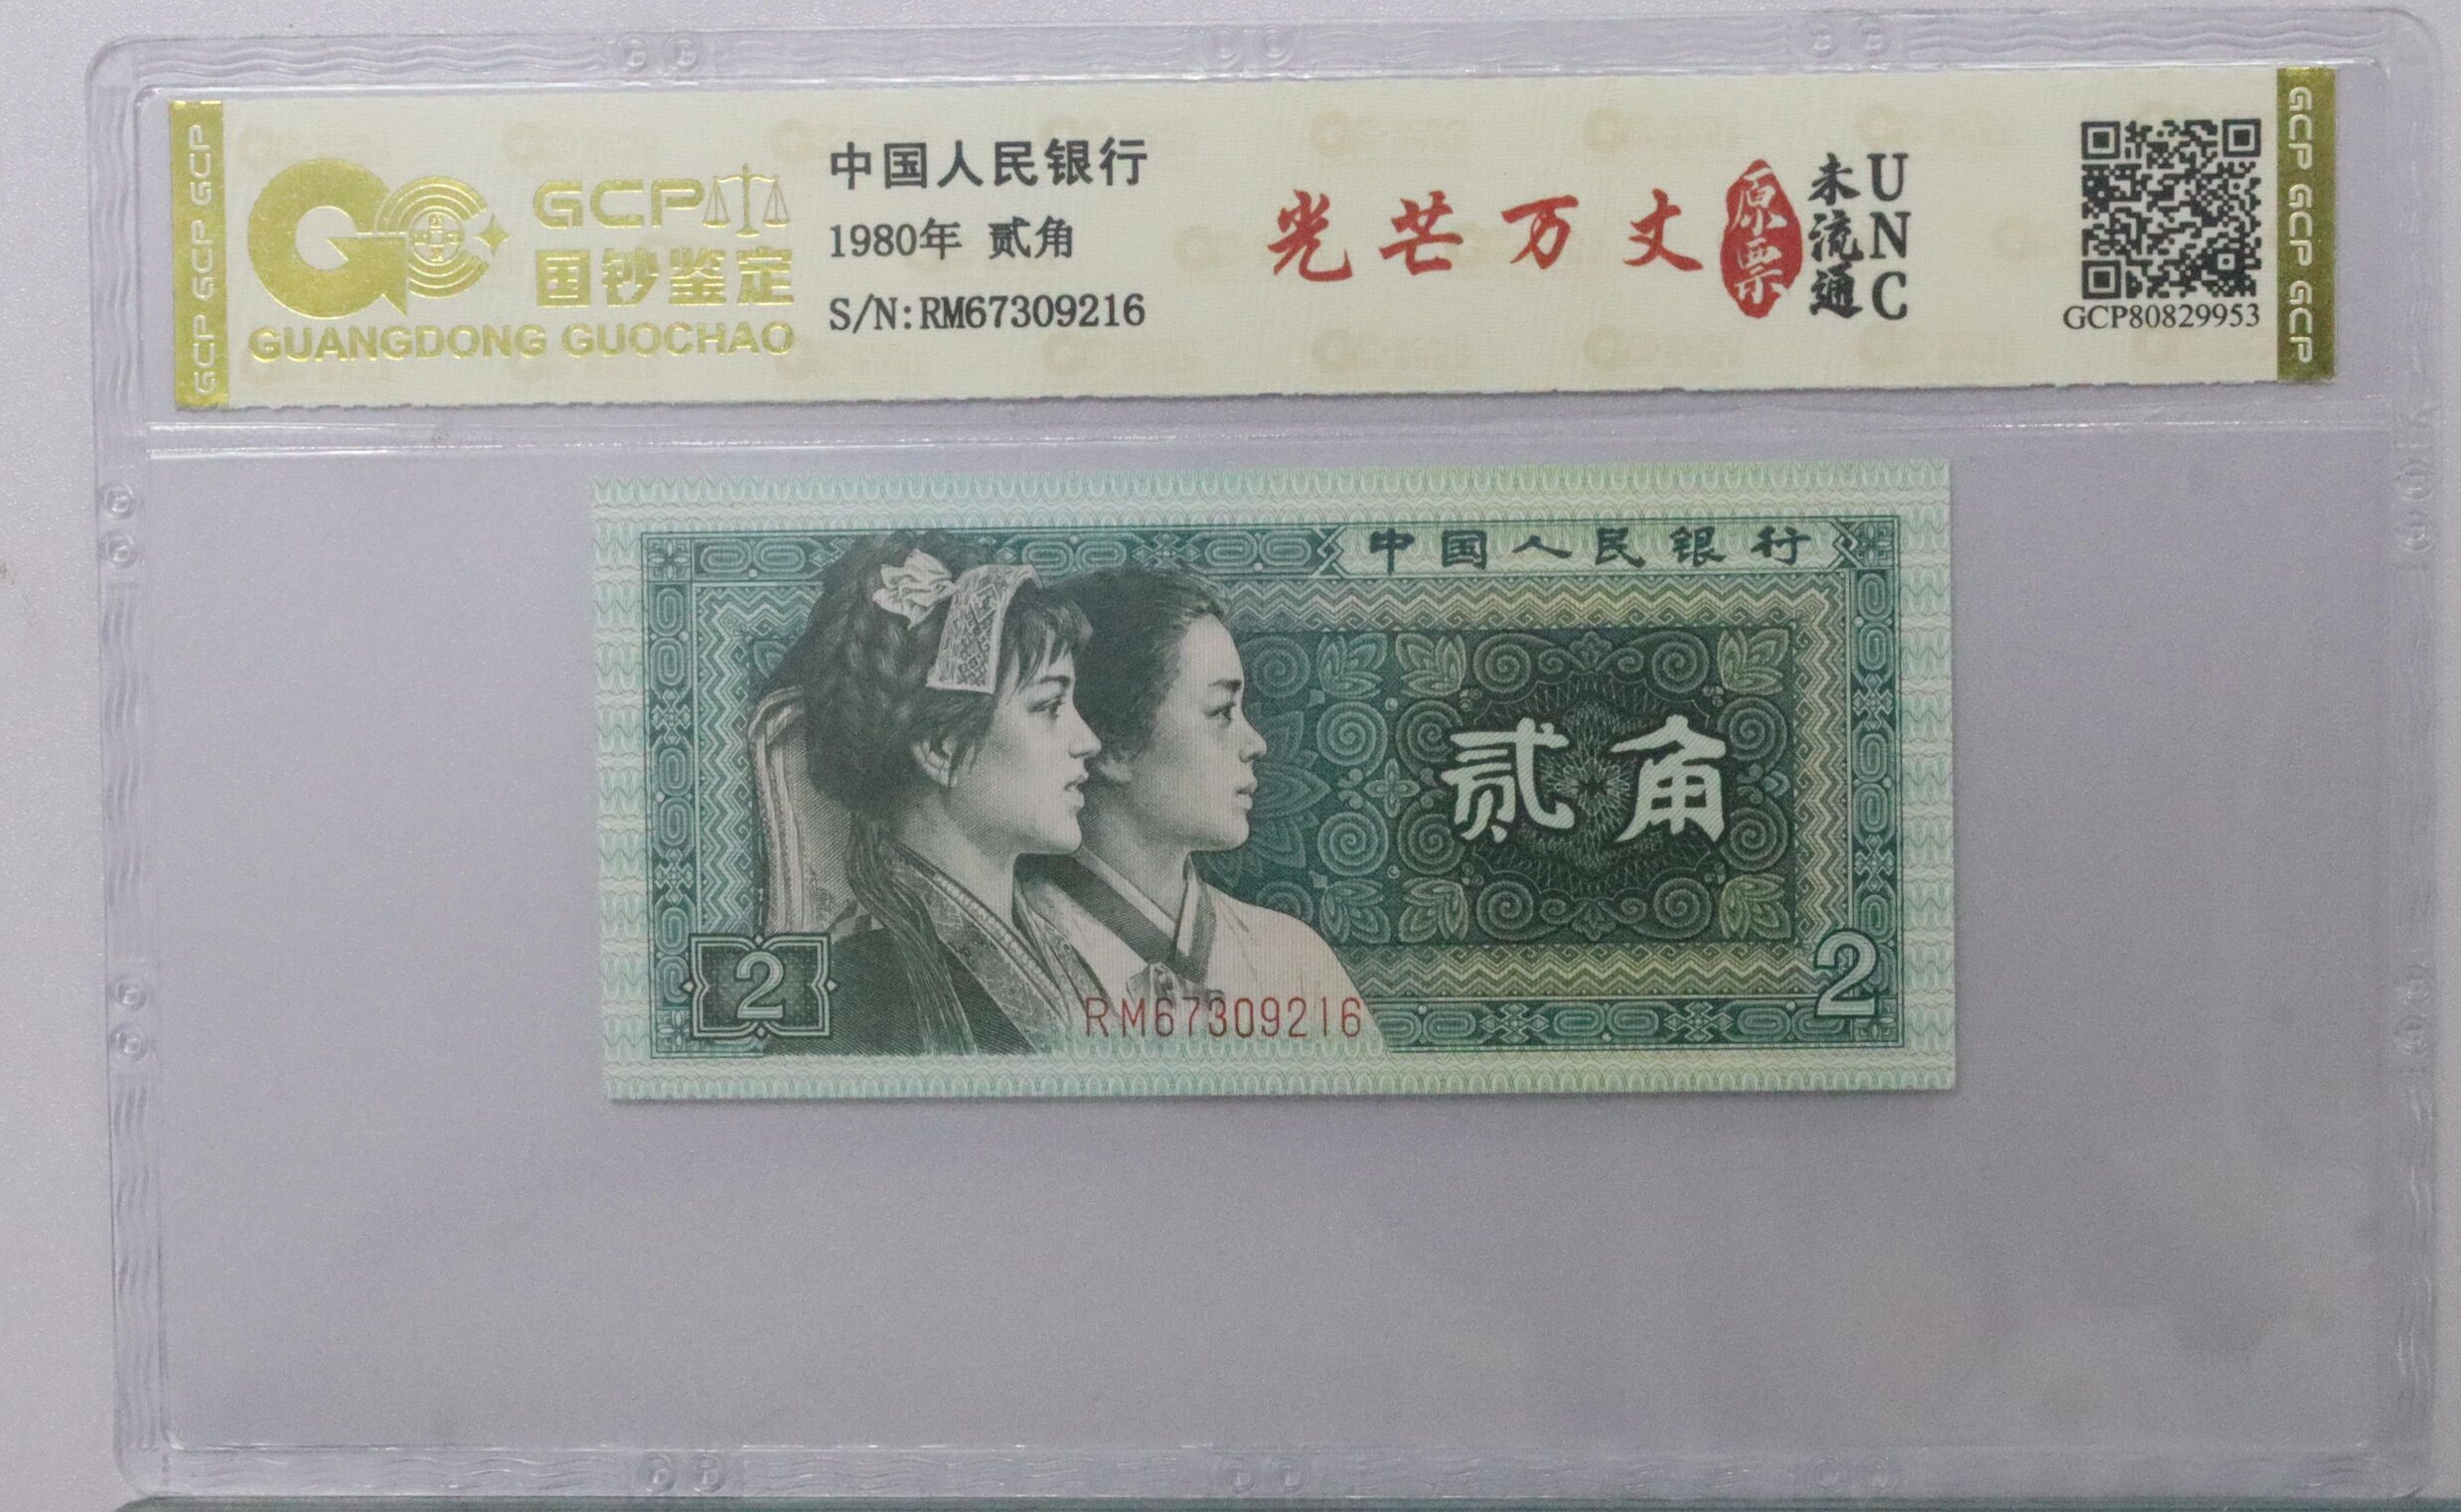 GCP GCP GCP
GCP
国钞鉴定
GUANGDONG GUOCHAO
中国人民银行
1980年 贰角
S/N:RM67309216
光芒万丈
原票
未流通
UNC
GCP80829953
GCP GCP GCP
中国人民银行
贰角
2
RM67309216
2